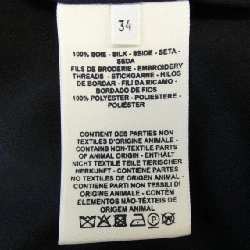 34
100% SOIE - SILK - SEIDE - SETA -
SEDA
FILS DE BRODERIE - EMBROIDERY
THREADS - STICKGARNE - HILOS
DE BORDAR - FILI DA RICAMO -
BORDADO DE FIOS
100% POLYESTER - POLIESTERE -
POLIÉSTER
CONTIENT DES PARTIES NON
TEXTILES D'ORIGINE ANIMALE -
CONTAINS NON-TEXTILE PARTS
OF ANIMAL ORIGIN - ENTHÄLT
NICHT TEXTILE TEILE TIERISCHER
HERKUNFT - CONTIENE PARTES
NO TEXTILES DE ORIGEN ANIMAL -
CONTIENE PARTI NON TESSILI DI
ORIGINE ANIMALE - CONTÉM
ELEMENTOS NÃO-TÊXTEIS DE
ORIGEM ANIMAL